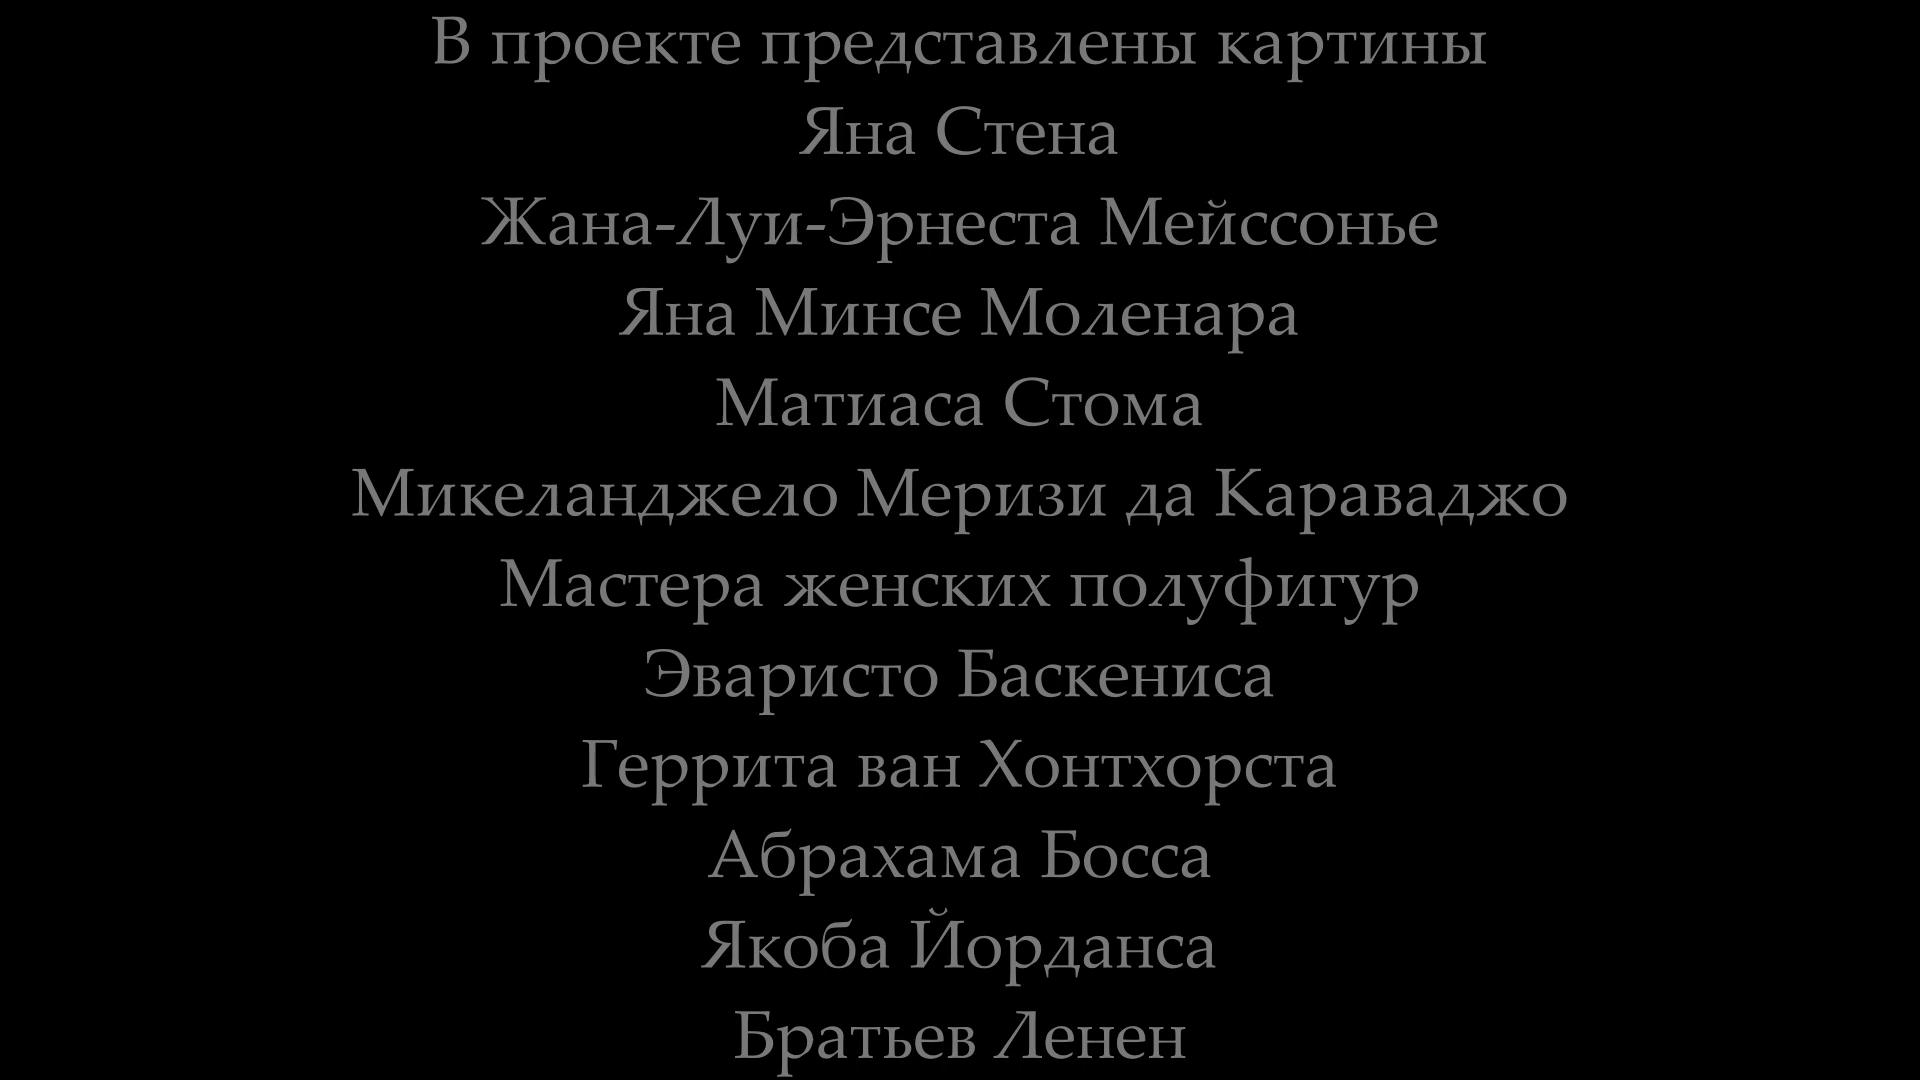 В проекте представлены картины
Яна Стена
Жана-Луи-Эрнеста Мейссонье
Яна Минсе Моленара
Матиаса Стома
Микеланджело Меризи да Караваджо
Мастера женских полуфигур
Эваристо Баскениса
Геррита ван Хонтхорста
Абрахама Босса
Якоба Йорданса
Братьев Ленен